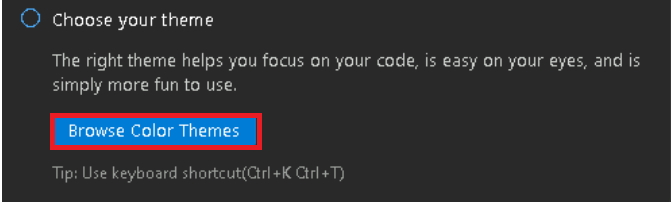 Choose your theme
The right theme helps you focus on your code, is easy on your eyes, and is
simply more fun to use.
Browse Color Themes
Tip: Use keyboard shortcut(Ctrl+K Ctrl+T)